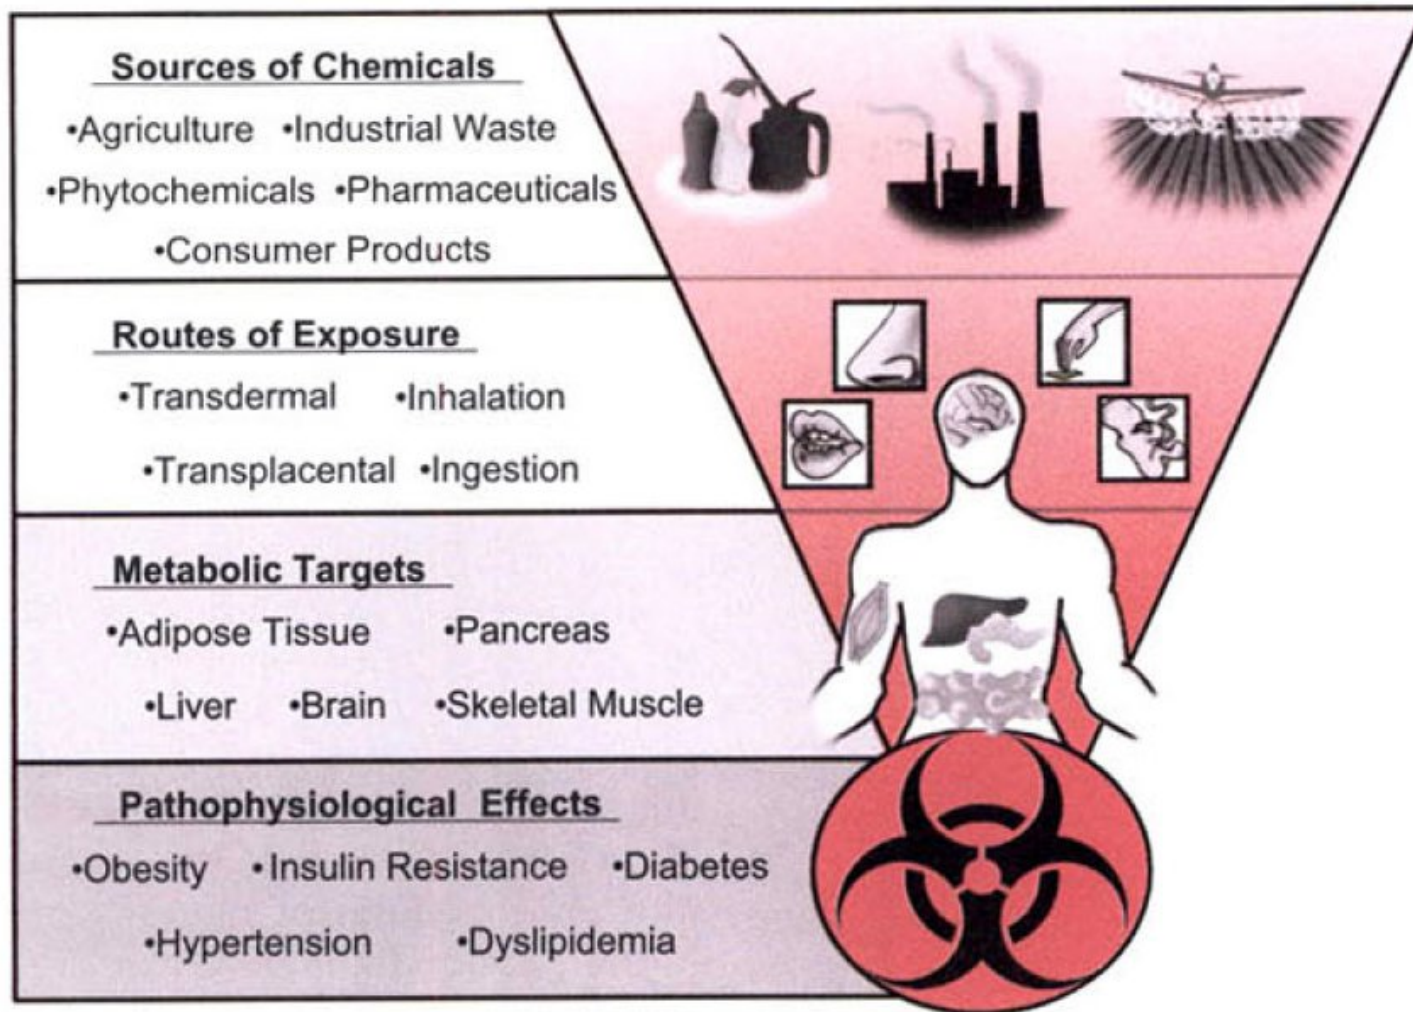 Sources of Chemicals
•Agriculture •Industrial Waste
•Phytochemicals •Pharmaceuticals
•Consumer Products
Routes of Exposure
•Transdermal •Inhalation
•Transplacental •Ingestion
Metabolic Targets
•Adipose Tissue •Pancreas
•Liver •Brain •Skeletal Muscle
Pathophysiological Effects
•Obesity •Insulin Resistance •Diabetes
•Hypertension •Dyslipidemia